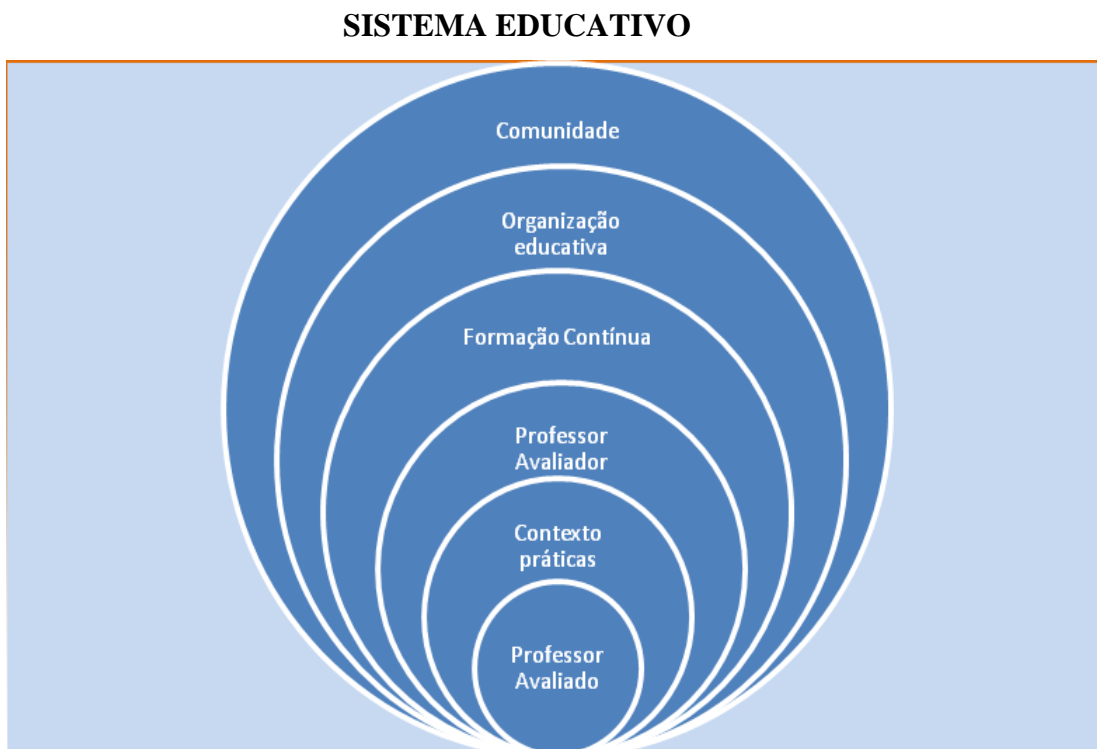 SISTEMA EDUCATIVO
Comunidade
Organização
educativa
Formação Contínua
Professor
Avaliador
Contexto
práticas
Professor
Avaliado